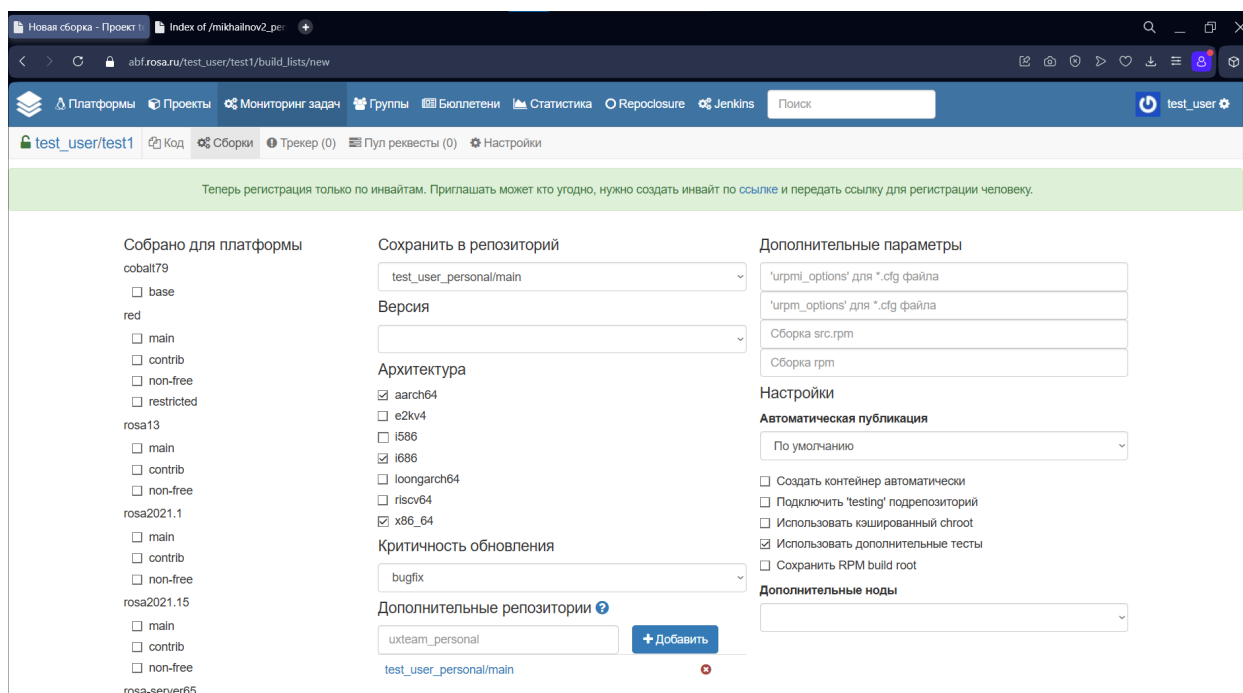 Новая сборка - Проект t
Index of /mikhailnov2_per
abf.rosa.ru/test_user/test1/build_lists/new
Платформы Проекты Мониторинг задач Группы Бюллетени Статистика Repoclosure Jenkins Поиск test_user
test_user/test1 Код Сборки Трекер (0) Пул реквесты (0) Настройки
Теперь регистрация только по инвайтам. Приглашать может кто угодно, нужно создать инвайт по ссылке и передать ссылку для регистрации человеку.
Собрано для платформы
cobalt79
base
red
main
contrib
non-free
restricted
rosa13
main
contrib
non-free
rosa2021.1
main
contrib
non-free
rosa2021.15
main
contrib
non-free
rosa-server65
Сохранить в репозиторий
test_user_personal/main
Версия
Архитектура
aarch64
e2kv4
i586
i686
loongarch64
riscv64
x86_64
Критичность обновления
bugfix
Дополнительные репозитории
uxteam_personal
Добавить
test_user_personal/main
Дополнительные параметры
'urpmi_options' для *.cfg файла
'urpm_options' для *.cfg файла
Сборка src.rpm
Сборка rpm
Настройки
Автоматическая публикация
По умолчанию
Создать контейнер автоматически
Подключить 'testing' подрепозиторий
Использовать кэшированный chroot
Использовать дополнительные тесты
Сохранить RPM build root
Дополнительные ноды